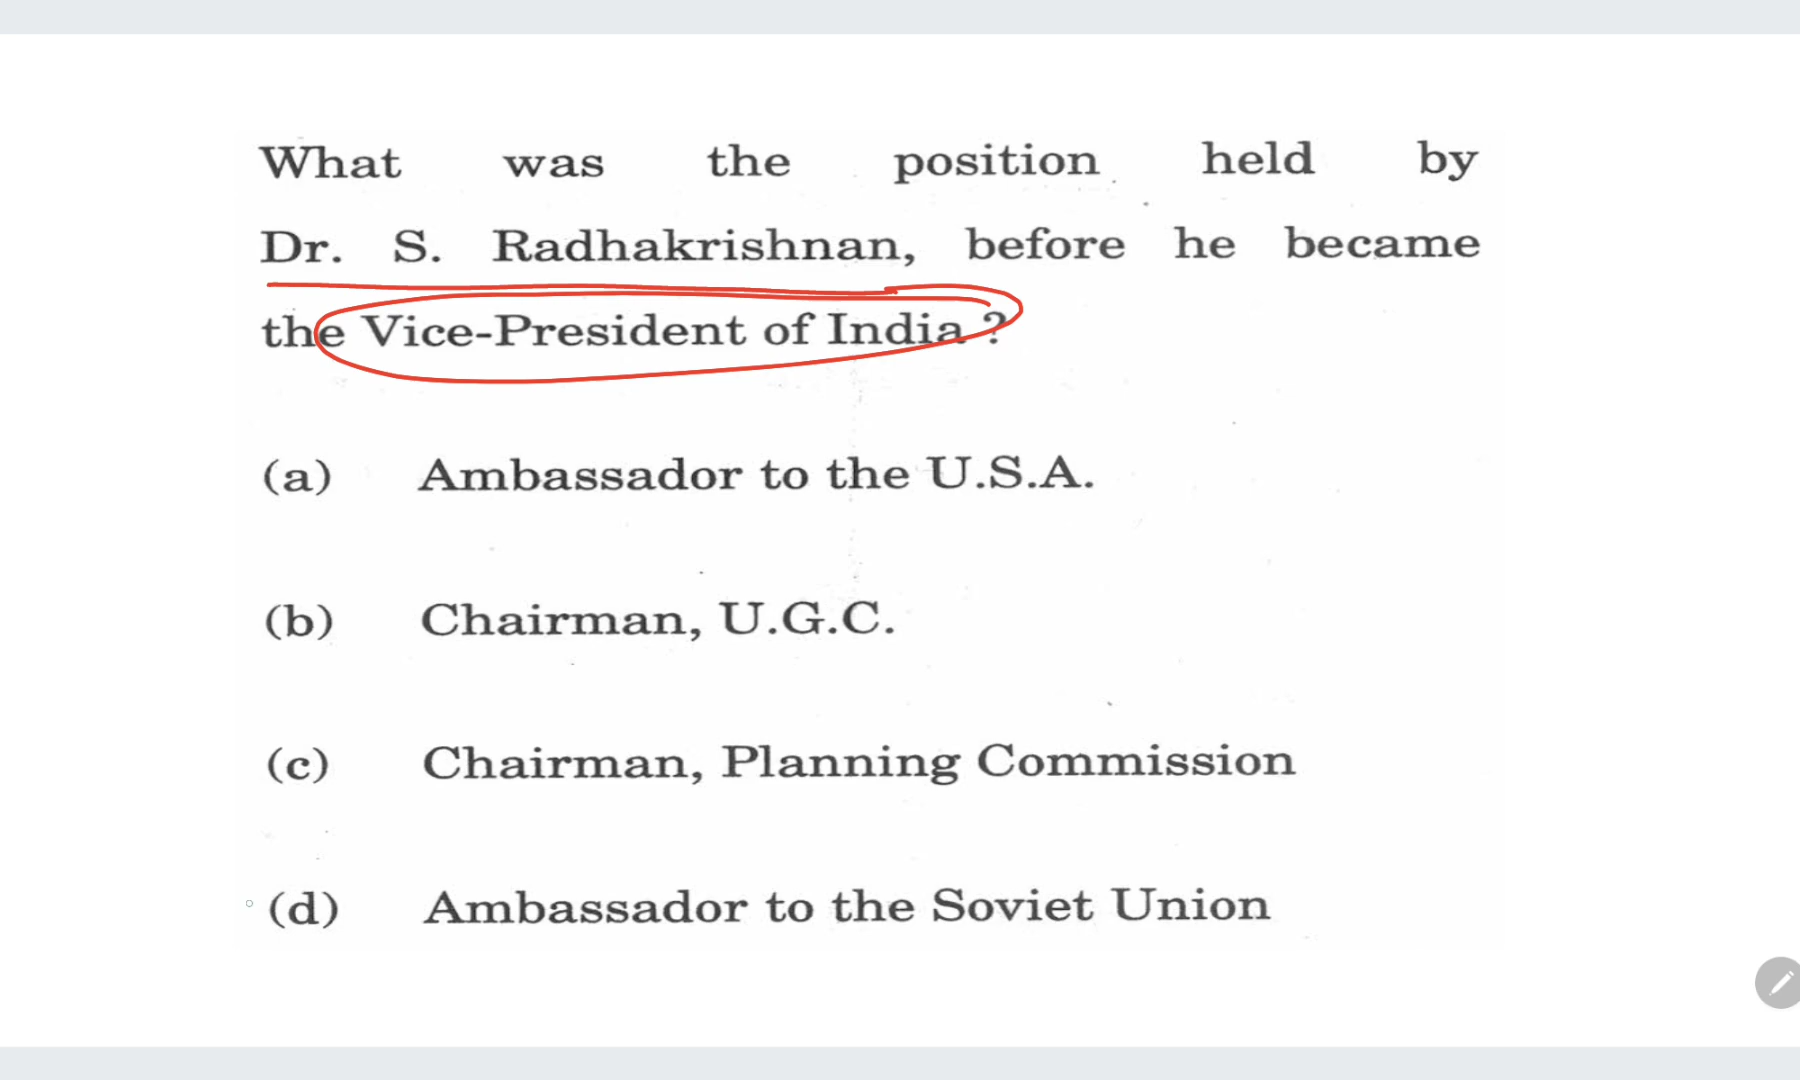 What was the position held by
Dr. S. Radhakrishnan, before he became
the Vice-President of India ?
(a) Ambassador to the U.S.A.
(b) Chairman, U.G.C.
(c) Chairman, Planning Commission
(d) Ambassador to the Soviet Union